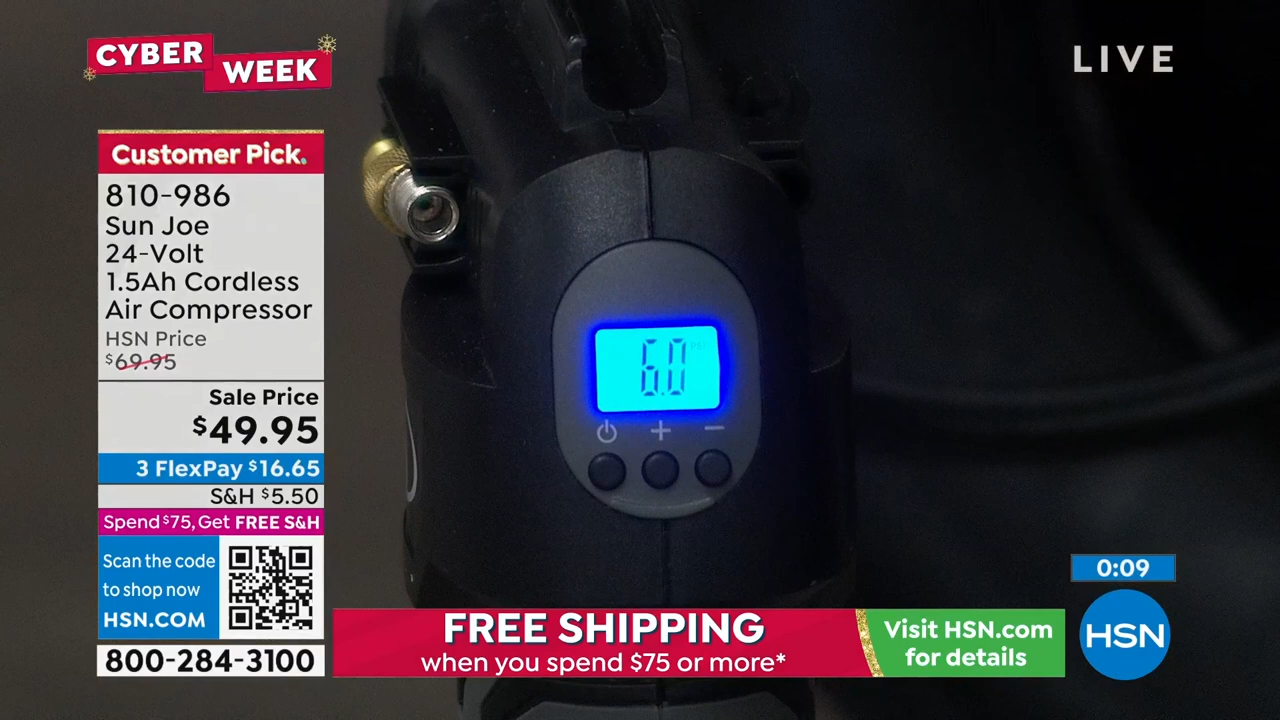 CYBER
WEEK
LIVE
Customer Pick.
810-986
Sun Joe
24-Volt
1.5Ah Cordless
Air Compressor
HSN Price
$69.95
Sale Price
$49.95
3 FlexPay $16.65
S&H $5.50
Spend $75, Get FREE S&H
Scan the code
to shop now
HSN.COM
800-284-3100
6.0 PSI
+ −
FREE SHIPPING
when you spend $75 or more*
Visit HSN.com
for details
0:09
HSN